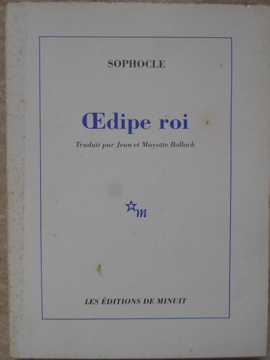 SOPHOCLE
Œdipe roi
Traduit par Jean et Mayotte Bollack
m
LES ÉDITIONS DE MINUIT